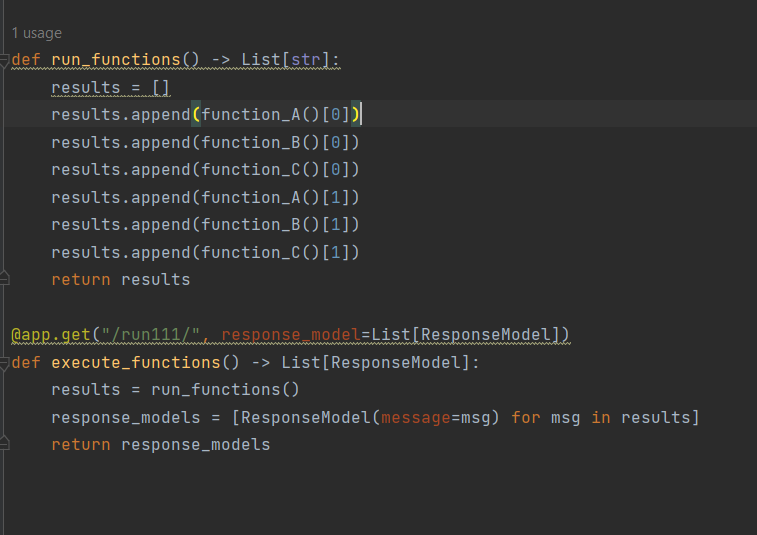 1 usage
def run_functions() -> List[str]:
    results = []
    results.append(function_A()[0])
    results.append(function_B()[0])
    results.append(function_C()[0])
    results.append(function_A()[1])
    results.append(function_B()[1])
    results.append(function_C()[1])
    return results
@app.get("/run111/", response_model=List[ResponseModel])
def execute_functions() -> List[ResponseModel]:
    results = run_functions()
    response_models = [ResponseModel(message=msg) for msg in results]
    return response_models